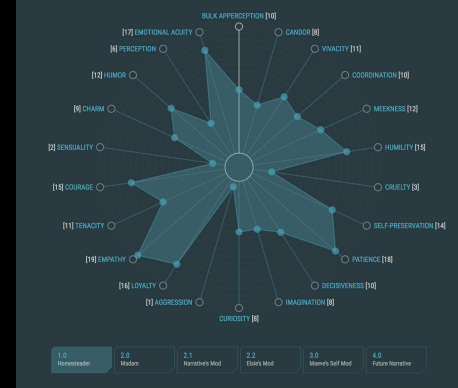 BULK APPERCEPTION [10]
[17] EMOTIONAL ACUITY
CANDOR [8]
[6] PERCEPTION
VIVACITY [11]
[12] HUMOR
COORDINATION [10]
[9] CHARM
MEEKNESS [12]
[2] SENSUALITY
HUMILITY [15]
[15] COURAGE
CRUELTY [3]
[11] TENACITY
SELF-PRESERVATION [14]
[19] EMPATHY
PATIENCE [18]
[16] LOYALTY
DECISIVENESS [10]
[1] AGGRESSION
IMAGINATION [8]
CURIOSITY [8]
1.0 2.0 2.1 2.2 3.0 4.0
Homesteader Madam Narrative's Mod Elsie's Mod Maeve's Self Mod Future Narrative